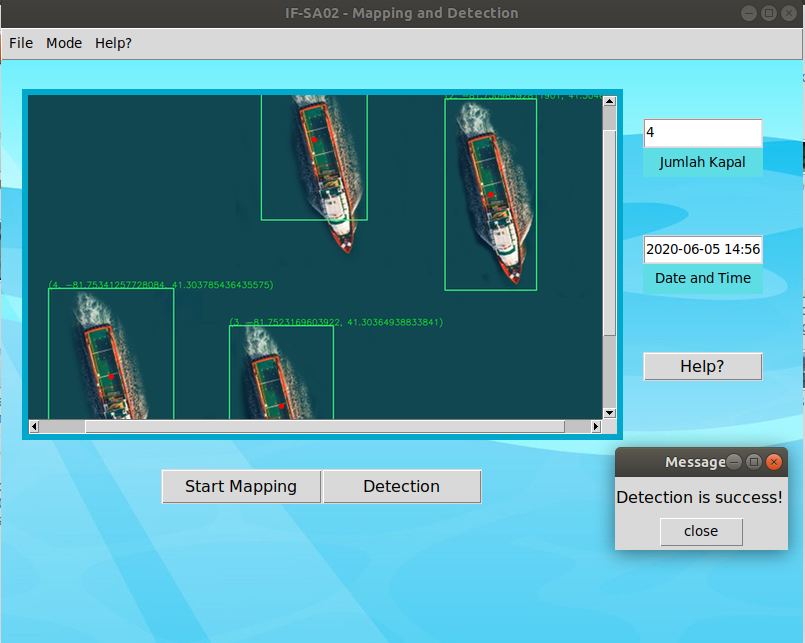 IF-SA02 - Mapping and Detection
File Mode Help?
4
Jumlah Kapal
2020-06-05 14:56
Date and Time
(4, -81.75341257728084, 41.303785436435575)
(3, -81.7523169603922, 41.30364938833841)
Help?
Start Mapping
Detection
Message
Detection is success!
close